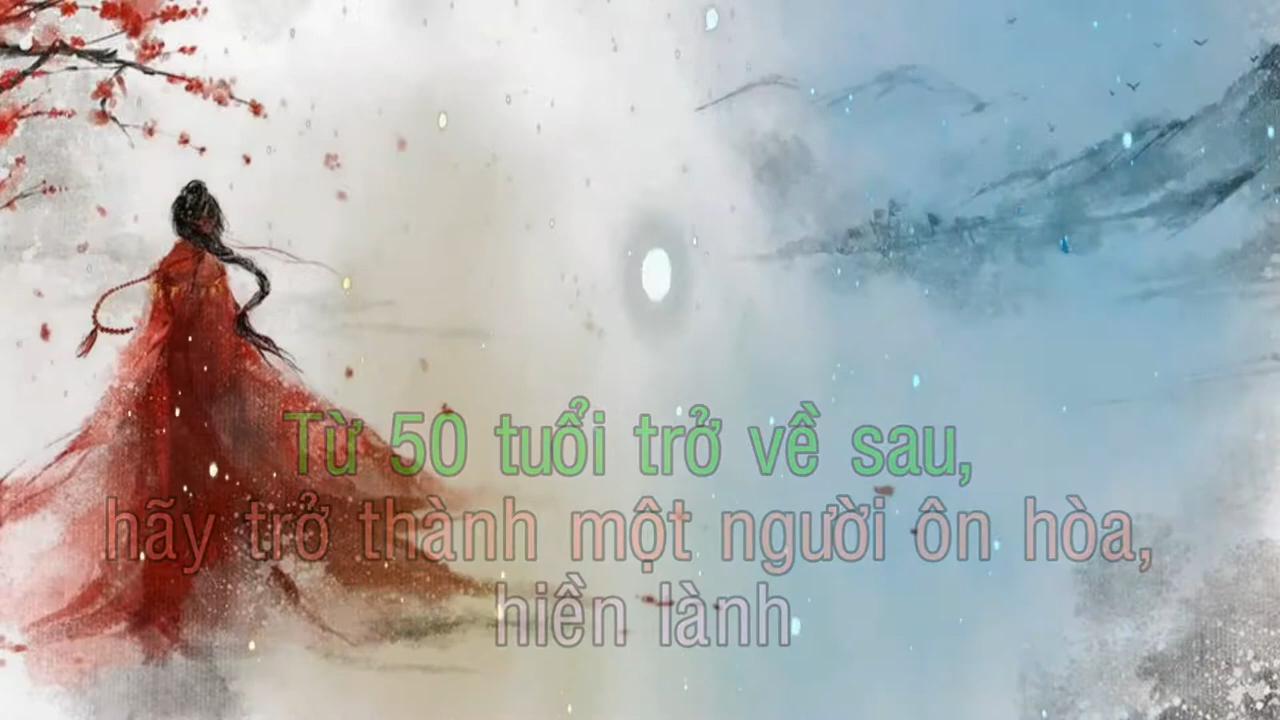 Từ 50 tuổi trở về sau,
hãy trở thành một người ôn hòa,
hiền lành